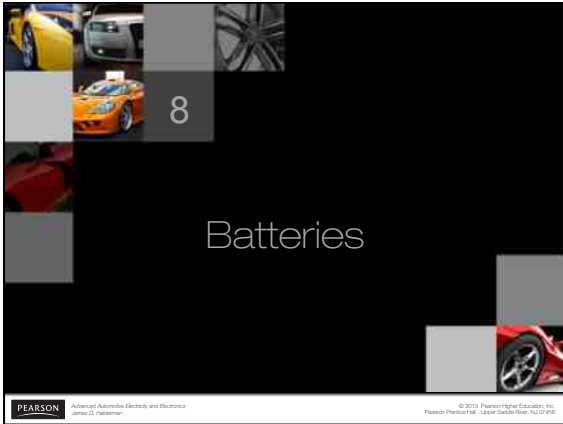 8
Batteries
PEARSON
Advanced Automotive Electricity and Electronics
James D. Halderman
© 2013 Pearson Higher Education, Inc.
Pearson Prentice Hall - Upper Saddle River, NJ 07458